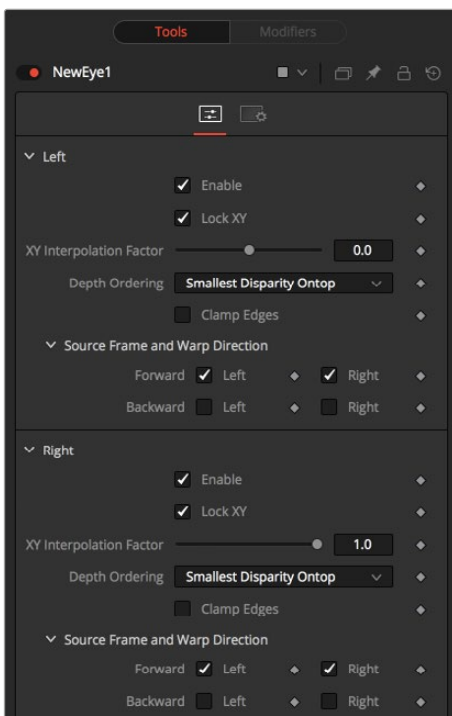 Tools Modifiers
NewEye1
Left
Enable
Lock XY
XY Interpolation Factor 0.0
Depth Ordering Smallest Disparity Ontop
Clamp Edges
Source Frame and Warp Direction
Forward Left Right
Backward Left Right
Right
Enable
Lock XY
XY Interpolation Factor 1.0
Depth Ordering Smallest Disparity Ontop
Clamp Edges
Source Frame and Warp Direction
Forward Left Right
Backward Left Right